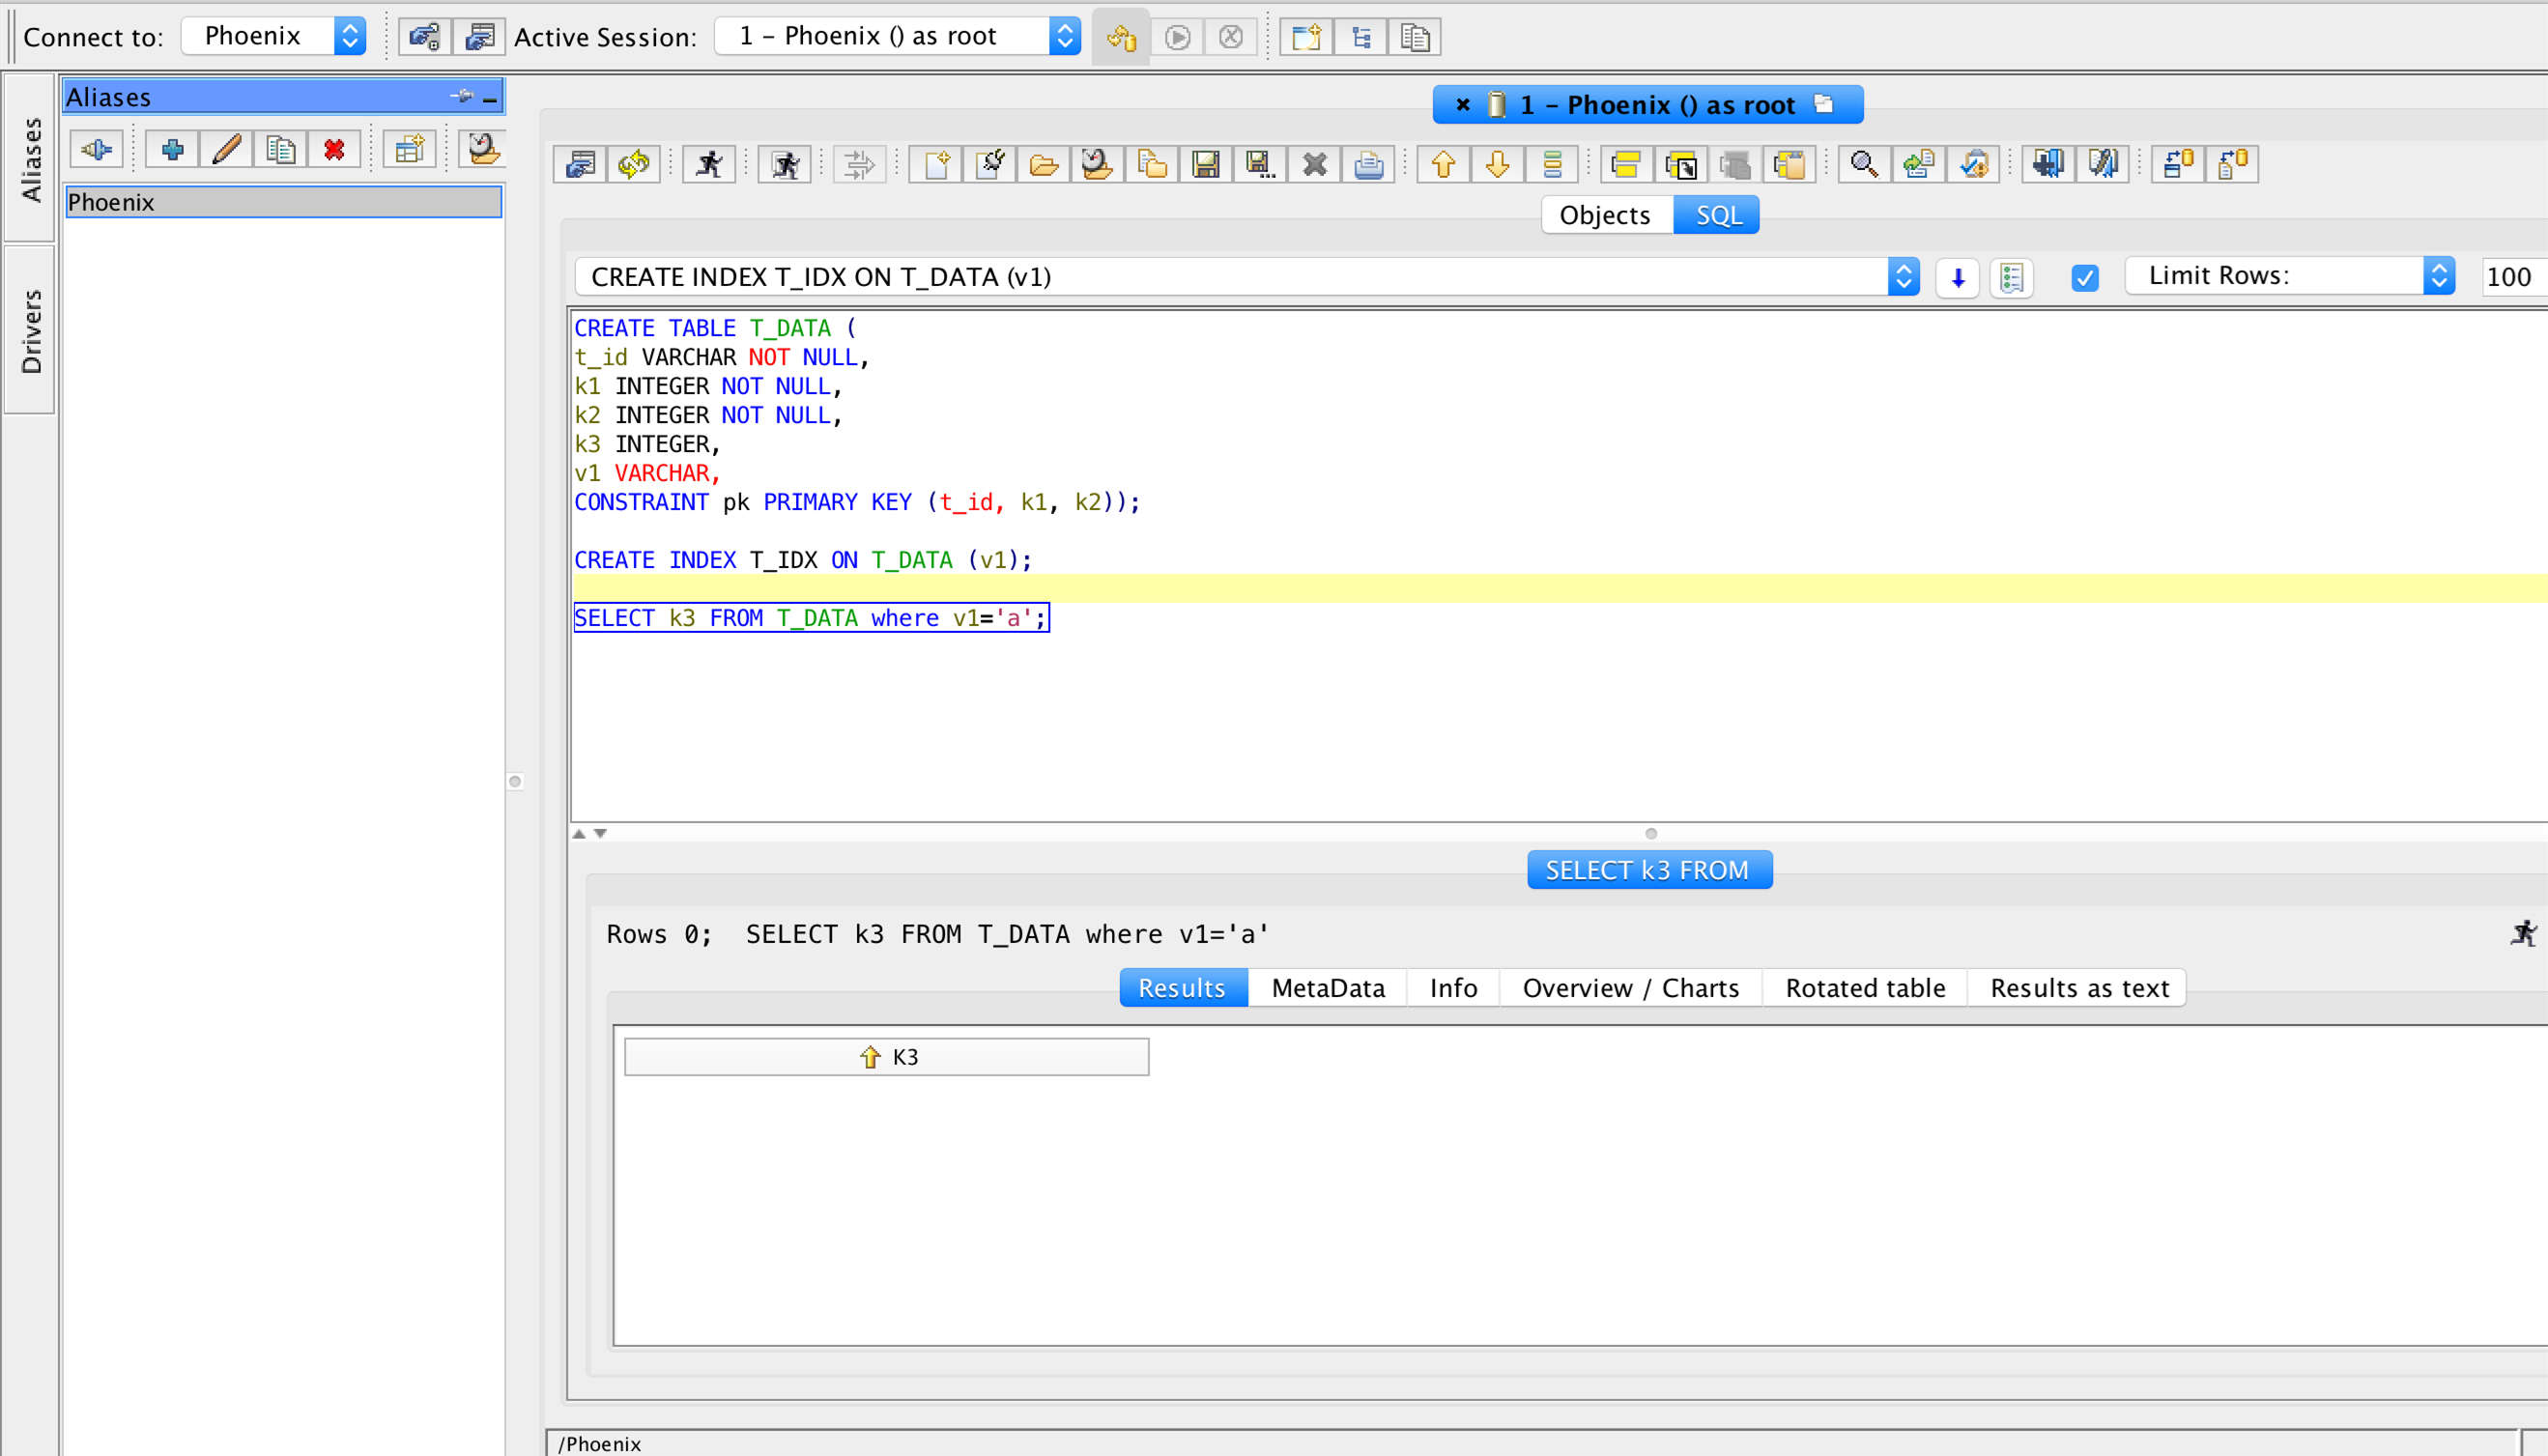 Connect to: Phoenix Active Session: 1 – Phoenix () as root
Aliases
Drivers
Aliases
Phoenix
1 – Phoenix () as root
Objects SQL
CREATE INDEX T_IDX ON T_DATA (v1) Limit Rows: 100
CREATE TABLE T_DATA (
t_id VARCHAR NOT NULL,
k1 INTEGER NOT NULL,
k2 INTEGER NOT NULL,
k3 INTEGER,
v1 VARCHAR,
CONSTRAINT pk PRIMARY KEY (t_id, k1, k2));
CREATE INDEX T_IDX ON T_DATA (v1);
SELECT k3 FROM T_DATA where v1='a';
SELECT k3 FROM
Rows 0; SELECT k3 FROM T_DATA where v1='a'
Results MetaData Info Overview / Charts Rotated table Results as text
K3
/Phoenix